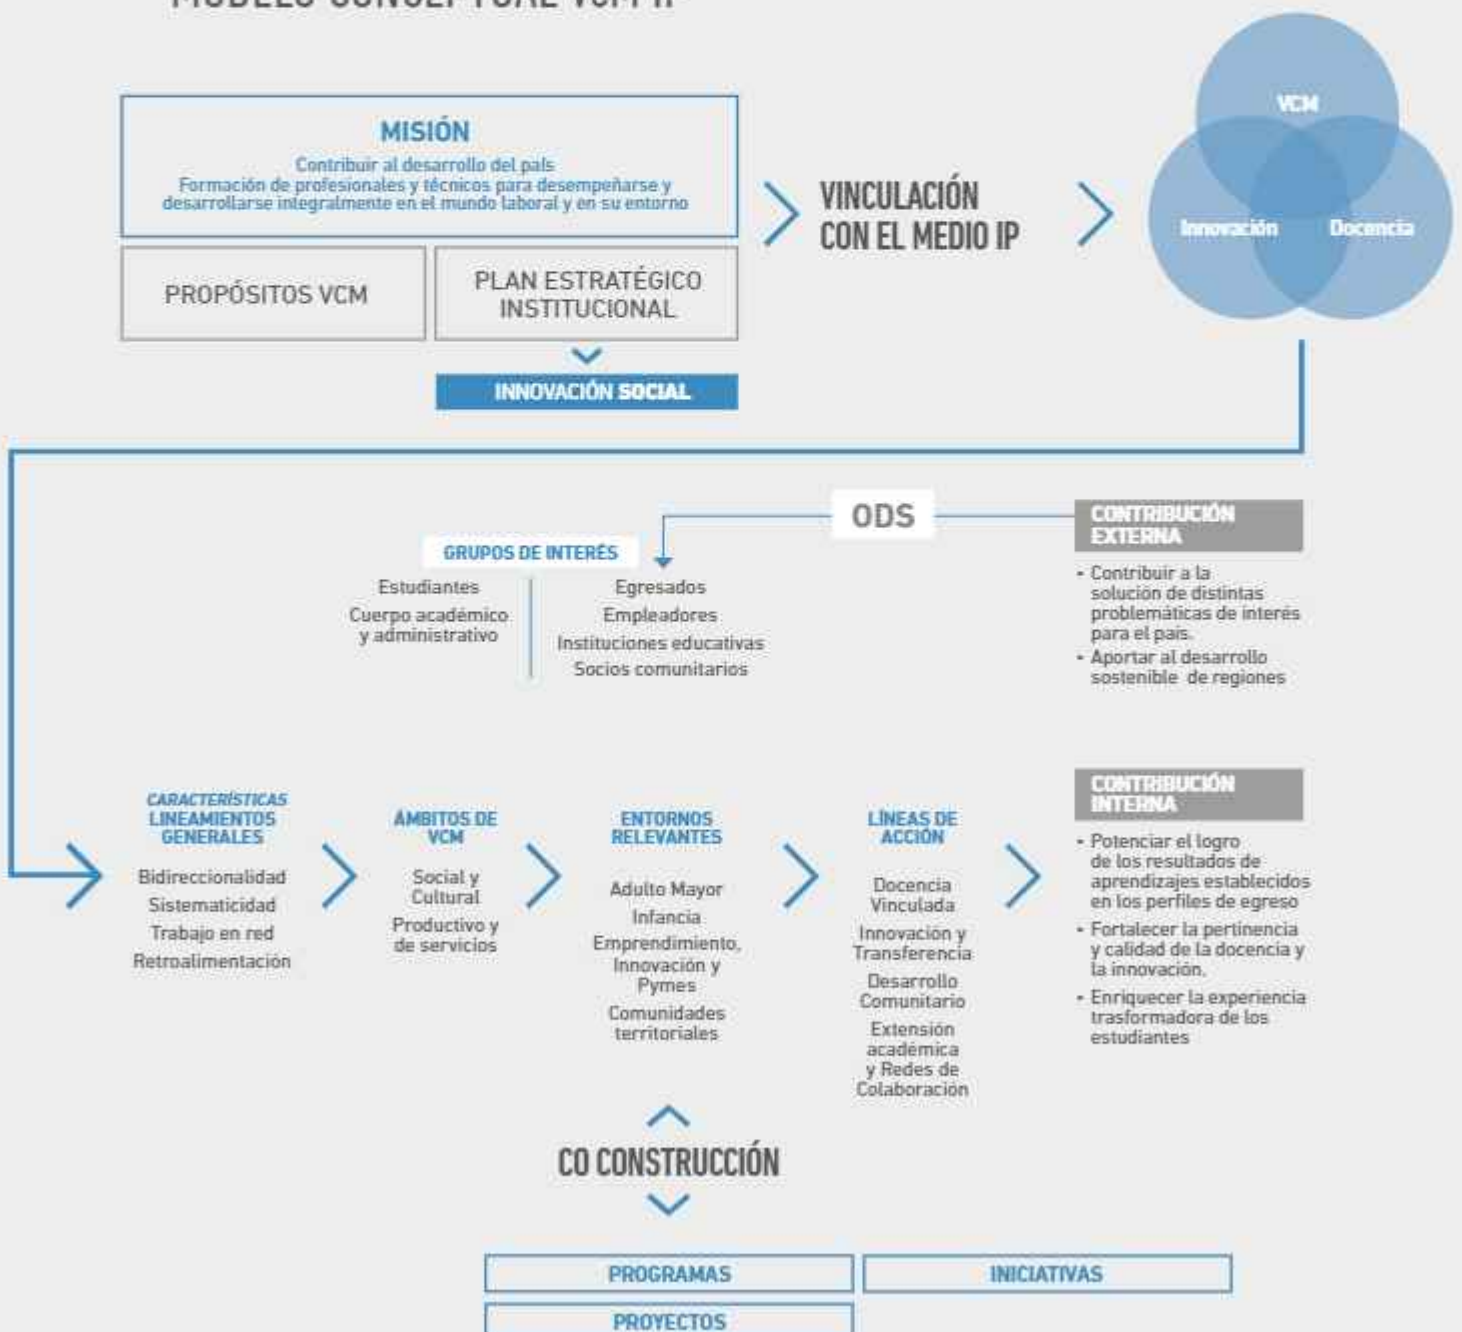 MODELO CONCEPTUAL VCM IP
MISIÓN
Contribuir al desarrollo del país
Formación de profesionales y técnicos para desempeñarse y
desarrollarse integralmente en el mundo laboral y en su entorno
PROPÓSITOS VCM
PLAN ESTRATÉGICO
INSTITUCIONAL
INNOVACIÓN SOCIAL
VINCULACIÓN
CON EL MEDIO IP
VCM
Innovación
Docencia
ODS
GRUPOS DE INTERÉS
Estudiantes
Cuerpo académico
y administrativo
Egresados
Empleadores
Instituciones educativas
Socios comunitarios
CONTRIBUCIÓN
EXTERNA
• Contribuir a la
solución de distintas
problemáticas de interés
para el país.
• Aportar al desarrollo
sostenible de regiones
CARACTERÍSTICAS
LINEAMIENTOS
GENERALES
Bidireccionalidad
Sistematicidad
Trabajo en red
Retroalimentación
ÁMBITOS DE
VCM
Social y
Cultural
Productivo y
de servicios
ENTORNOS
RELEVANTES
Adulto Mayor
Infancia
Emprendimiento,
Innovación y
Pymes
Comunidades
territoriales
LÍNEAS DE
ACCIÓN
Docencia
Vinculada
Innovación y
Transferencia
Desarrollo
Comunitario
Extensión
académica
y Redes de
Colaboración
CONTRIBUCIÓN
INTERNA
• Potenciar el logro
de los resultados de
aprendizajes establecidos
en los perfiles de egreso
• Fortalecer la pertinencia
y calidad de la docencia y
la innovación.
• Enriquecer la experiencia
trasformadora de los
estudiantes
CO CONSTRUCCIÓN
PROGRAMAS
INICIATIVAS
PROYECTOS